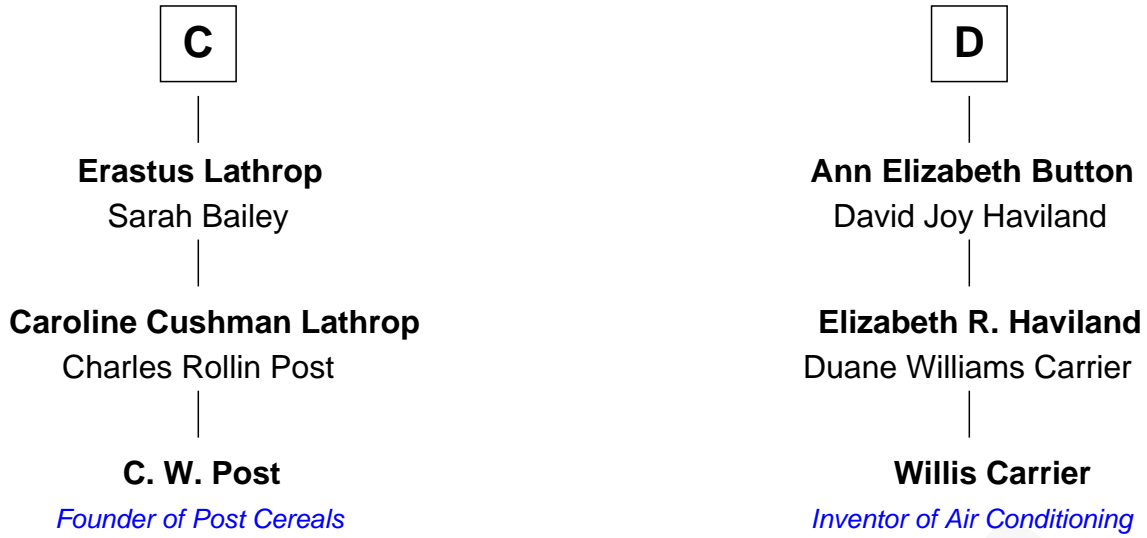 C
Erastus Lathrop
Sarah Bailey
Caroline Cushman Lathrop
Charles Rollin Post
C. W. Post
Founder of Post Cereals
D
Ann Elizabeth Button
David Joy Haviland
Elizabeth R. Haviland
Duane Williams Carrier
Willis Carrier
Inventor of Air Conditioning